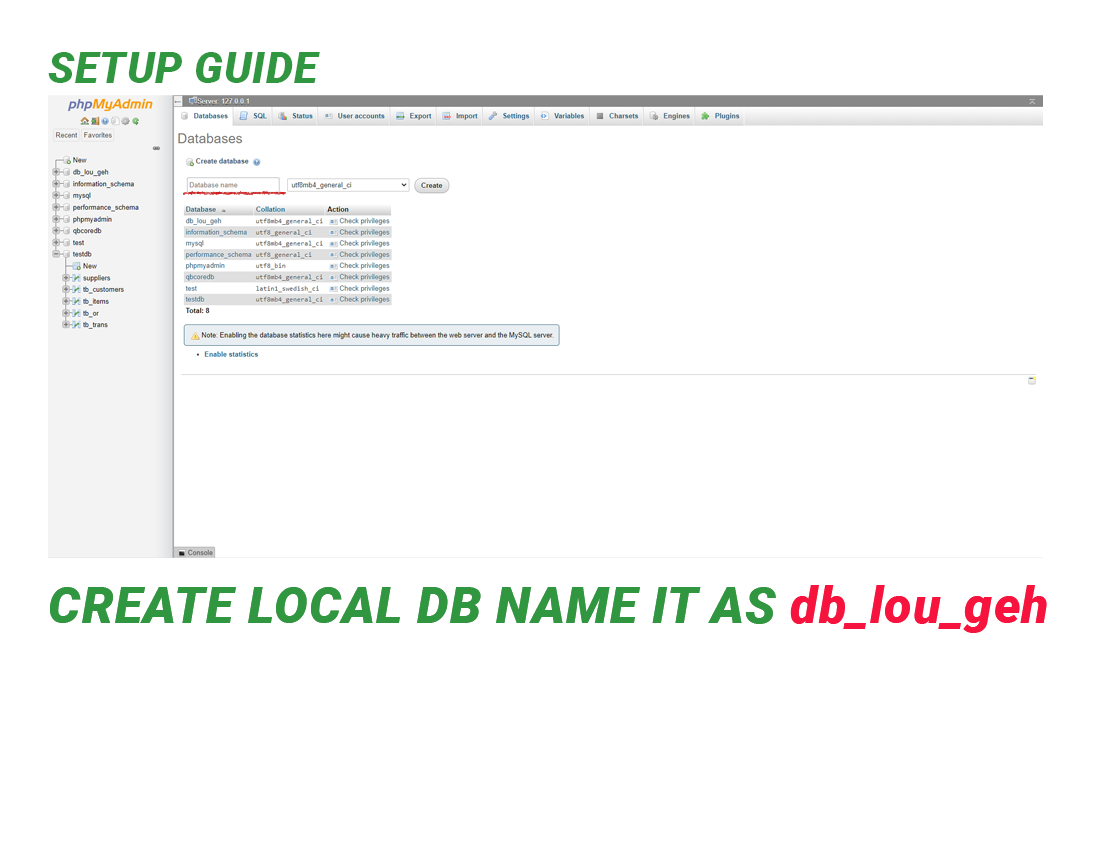 SETUP GUIDE
phpMyAdmin
Recent Favorites
New
db_lou_geh
information_schema
mysql
performance_schema
phpmyadmin
qbcoredb
test
testdb
New
suppliers
tb_customers
tb_items
tb_or
tb_trans
Server: 127.0.0.1
Databases SQL Status User accounts Export Import Settings Variables Charsets Engines Plugins
Databases
Create database
Database name utf8mb4_general_ci Create
Database Collation Action
db_lou_geh utf8mb4_general_ci Check privileges
information_schema utf8_general_ci Check privileges
mysql utf8mb4_general_ci Check privileges
performance_schema utf8_general_ci Check privileges
phpmyadmin utf8_bin Check privileges
qbcoredb utf8mb4_general_ci Check privileges
test latin1_swedish_ci Check privileges
testdb utf8mb4_general_ci Check privileges
Total: 8
Note: Enabling the database statistics here might cause heavy traffic between the web server and the MySQL server.
• Enable statistics
Console
CREATE LOCAL DB NAME IT AS db_lou_geh